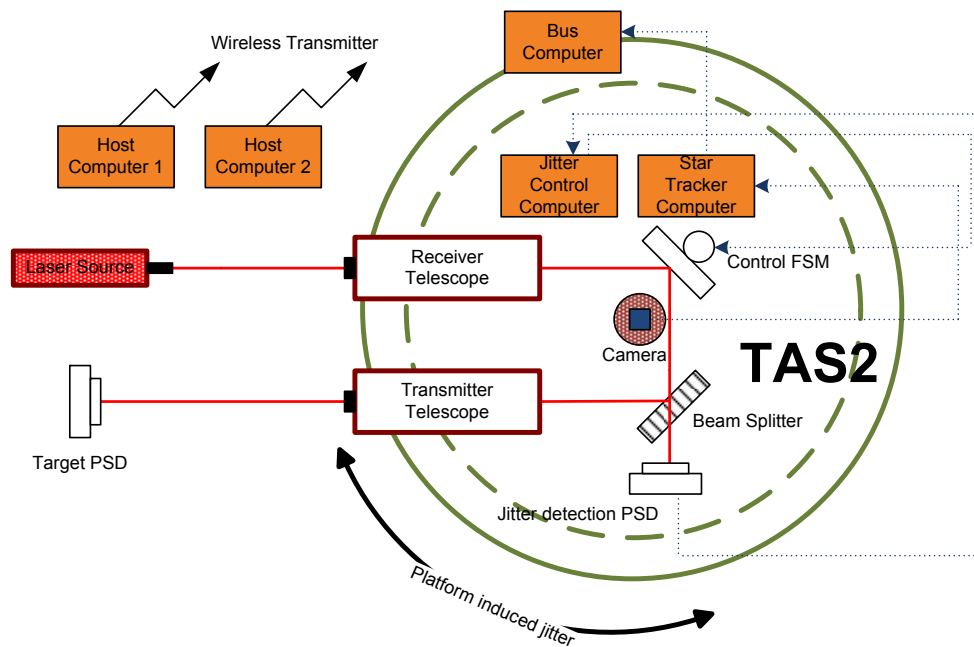 Bus
Computer
Wireless Transmitter
Host
Computer 1
Host
Computer 2
Jitter
Control
Computer
Star
Tracker
Computer
Laser Source
Receiver
Telescope
Control FSM
Camera
TAS2
Transmitter
Telescope
Beam Splitter
Target PSD
Jitter detection PSD
Platform induced jitter